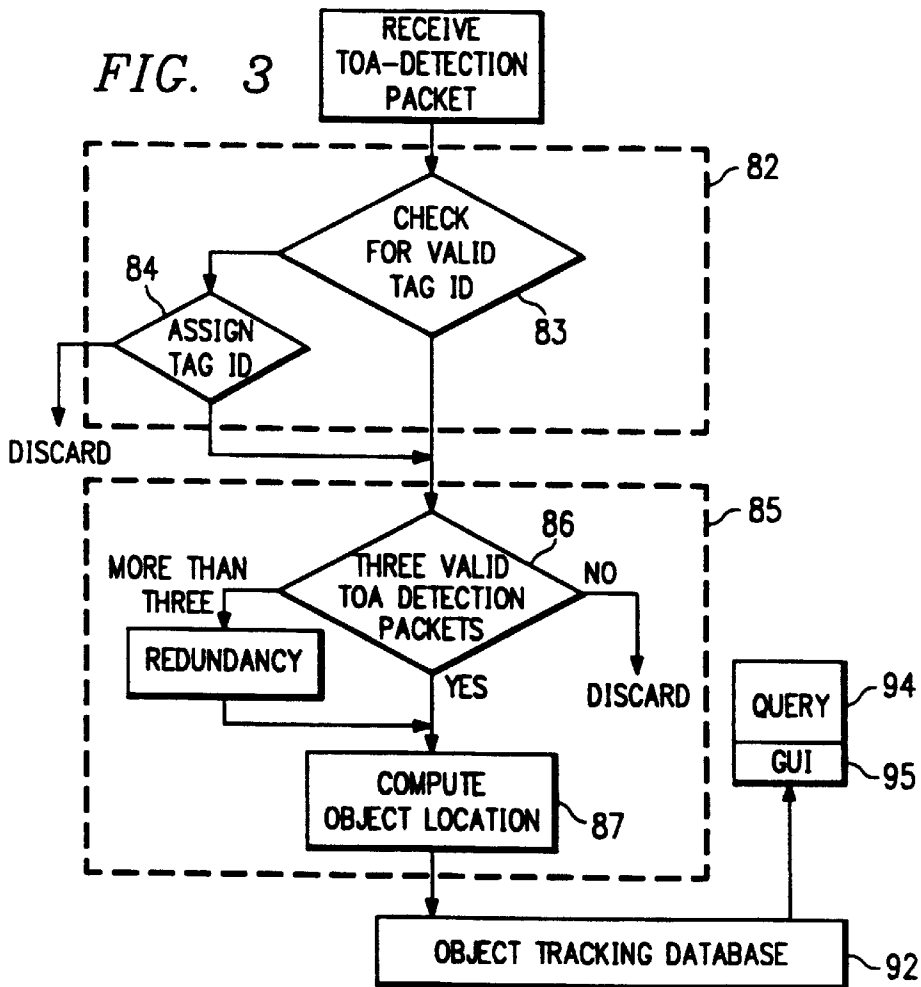 FIG. 3
RECEIVE
TOA-DETECTION
PACKET
82
CHECK
FOR VALID
TAG ID
83
84
ASSIGN
TAG ID
DISCARD
85
86
THREE VALID
TOA DETECTION
PACKETS
MORE THAN
THREE
NO
REDUNDANCY
YES
DISCARD
QUERY
94
GUI
95
COMPUTE
OBJECT LOCATION
87
OBJECT TRACKING DATABASE
92